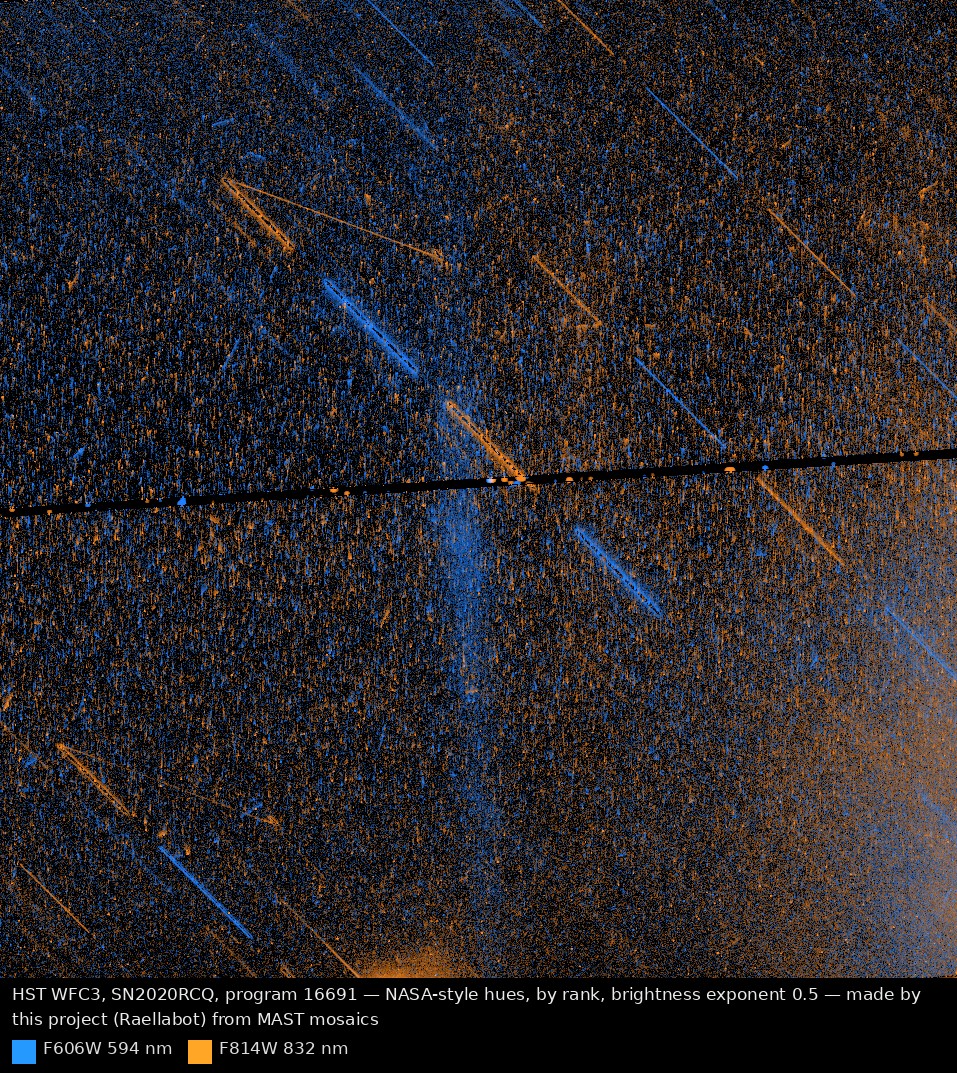 HST WFC3, SN2020RCQ, program 16691 — NASA-style hues, by rank, brightness exponent 0.5 — made by
this project (Raellabot) from MAST mosaics
F606W 594 nm F814W 832 nm